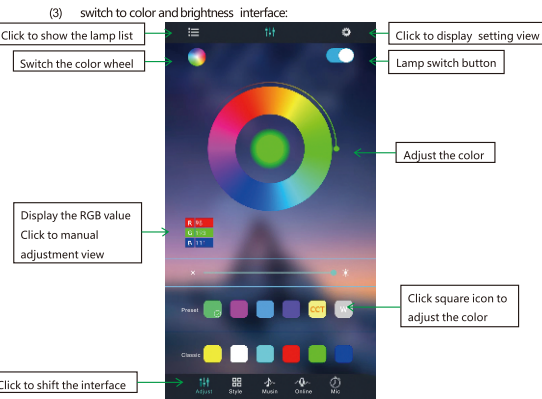 (3) switch to color and brightness interface:
Click to show the lamp list
Click to display setting view
Switch the color wheel
Lamp switch button
Adjust the color
Display the RGB value
Click to manual
adjustment view
R
G
B
Click square icon to
adjust the color
Preset
CCT
W
Classic
Click to shift the interface
Adjust
Style
Musin
Online
Mic